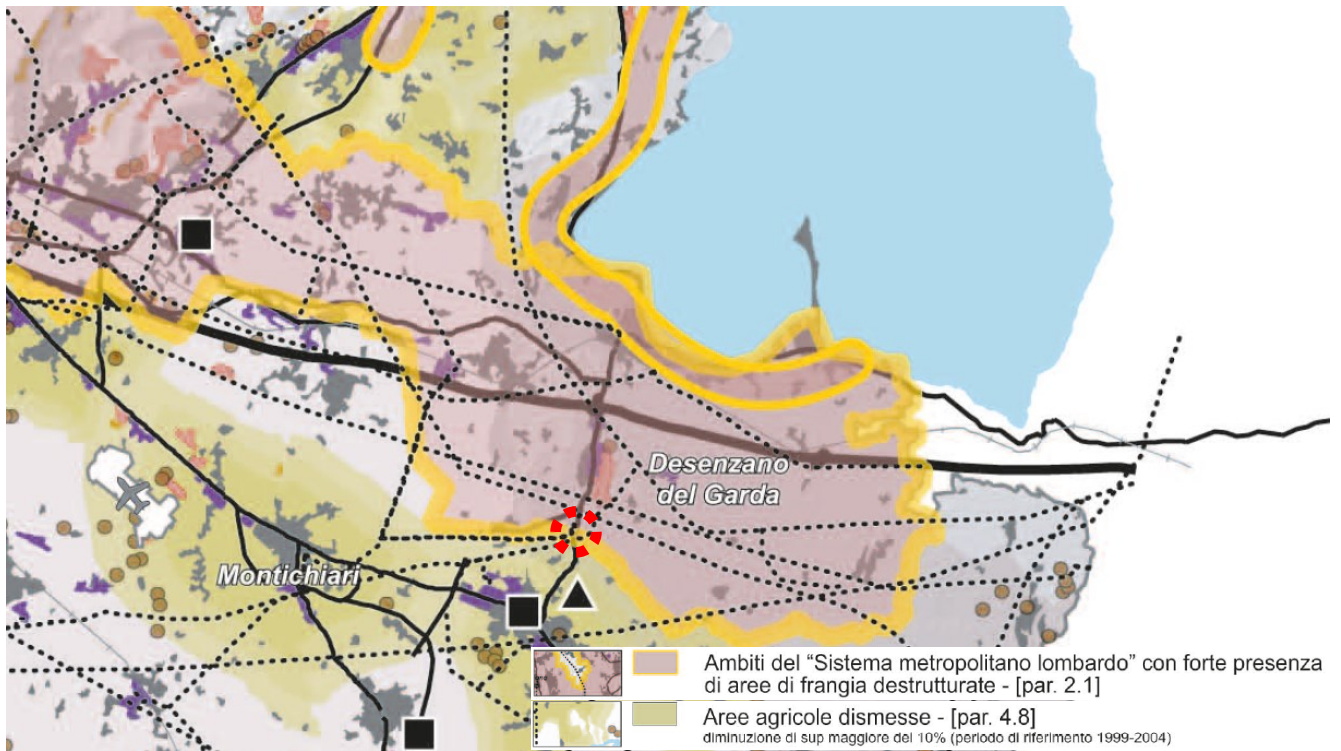 Desenzano
del Garda
Montichiari
Ambiti del “Sistema metropolitano lombardo” con forte presenza
di aree di frangia destrutturate - [par. 2.1]
Aree agricole dismesse - [par. 4.8]
diminuzione di sup maggiore del 10% (periodo di riferimento 1999-2004)